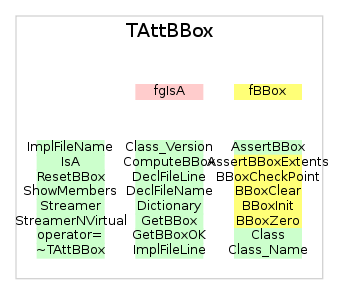 TAttBBox
fgIsA
fBBox
ImplFileName
IsA
ResetBBox
ShowMembers
Streamer
StreamerNVirtual
operator=
~TAttBBox
Class_Version
ComputeBBox
DeclFileLine
DeclFileName
Dictionary
GetBBox
GetBBoxOK
ImplFileLine
AssertBBox
AssertBBoxExtents
BBoxCheckPoint
BBoxClear
BBoxInit
BBoxZero
Class
Class_Name